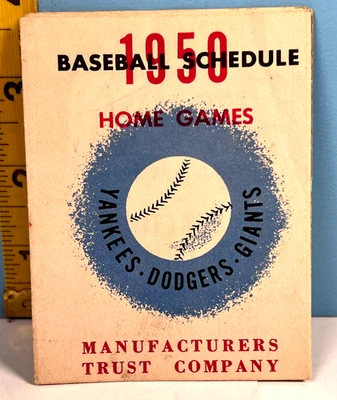 1950
BASEBALL SCHEDULE
HOME GAMES
YANKEES · DODGERS · GIANTS
MANUFACTURERS
TRUST COMPANY